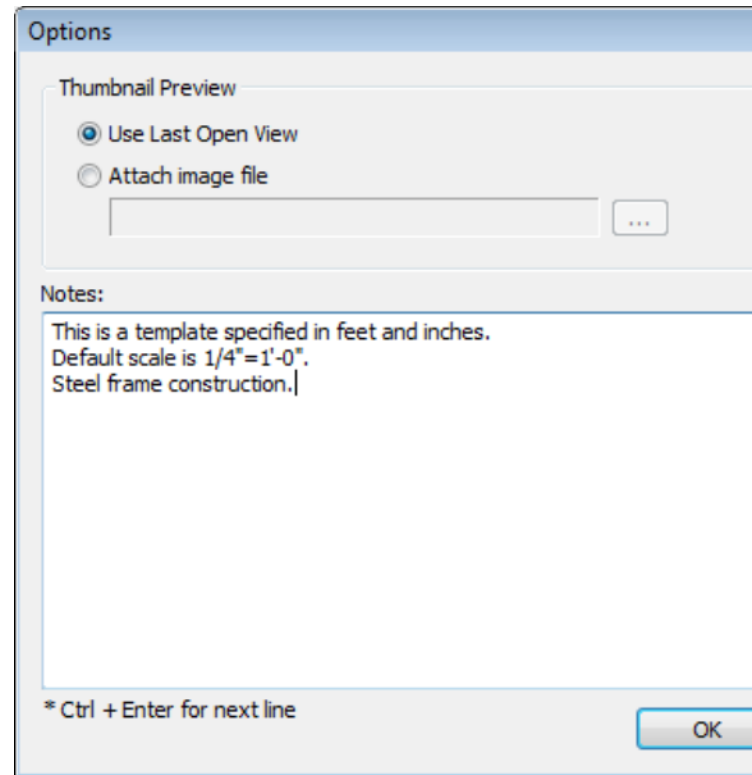 Options
Thumbnail Preview
Use Last Open View
Attach image file
...
Notes:
This is a template specified in feet and inches.
Default scale is 1/4"=1'-0".
Steel frame construction.
* Ctrl + Enter for next line
OK